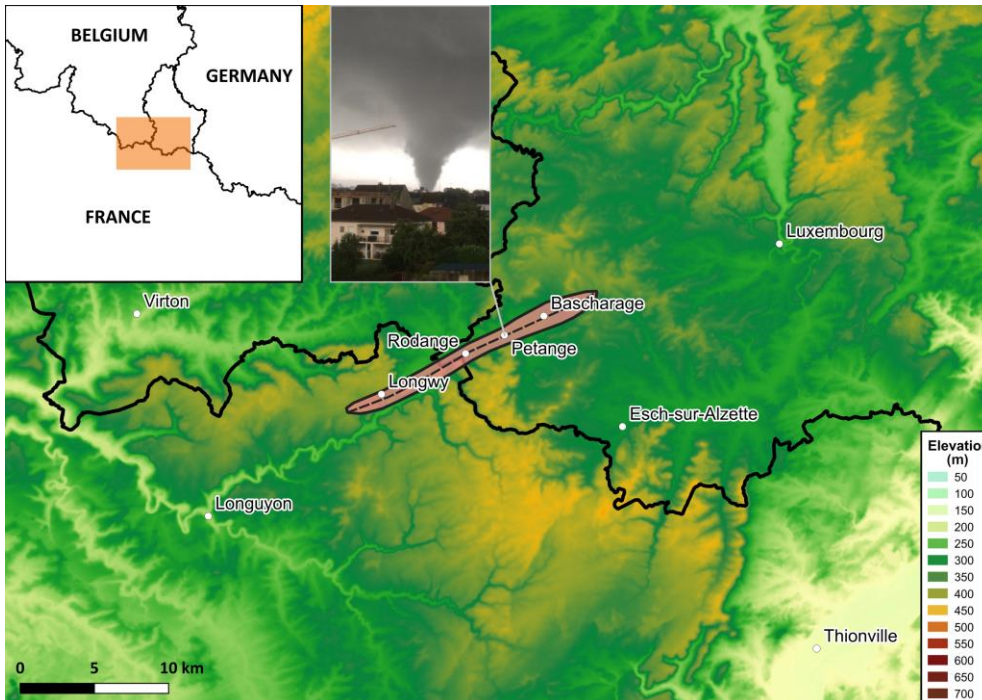 BELGIUM
GERMANY
FRANCE
Luxembourg
Virton
Bascharage
Rodange
Petange
Longwy
Esch-sur-Alzette
Longuyon
Thionville
0 5 10 km
Elevation
(m)
50
100
150
200
250
300
350
400
450
500
550
600
650
700